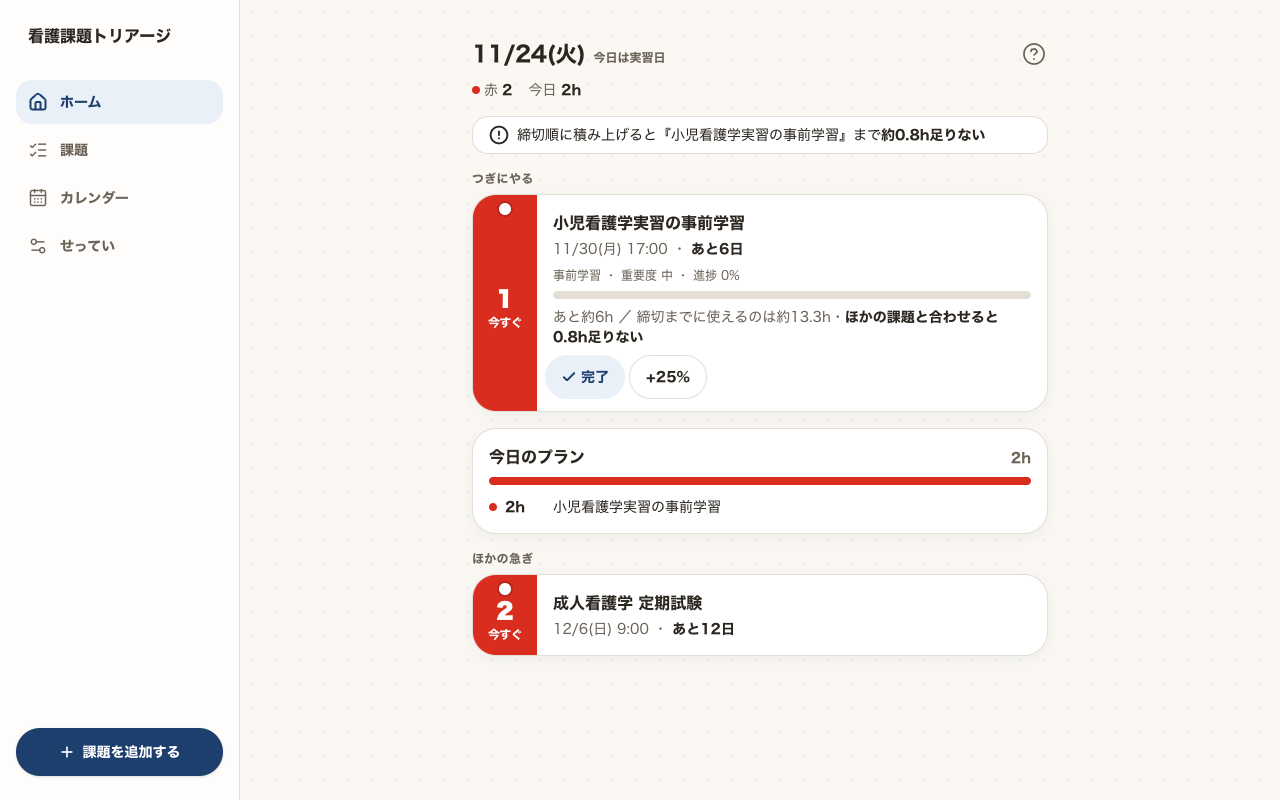 看護課題トリアージ
ホーム
課題
カレンダー
せってい
課題を追加する
11/24(火) 今日は実習日
赤 2 今日 2h
締切順に積み上げると『小児看護学実習の事前学習』まで約0.8h足りない
つぎにやる
1
今すぐ
小児看護学実習の事前学習
11/30(月) 17:00 ・ あと6日
事前学習 ・ 重要度 中 ・ 進捗 0%
あと約6h ／ 締切までに使えるのは約13.3h・ほかの課題と合わせると
0.8h足りない
完了
+25%
今日のプラン 2h
2h 小児看護学実習の事前学習
ほかの急ぎ
2
今すぐ
成人看護学 定期試験
12/6(日) 9:00 ・ あと12日